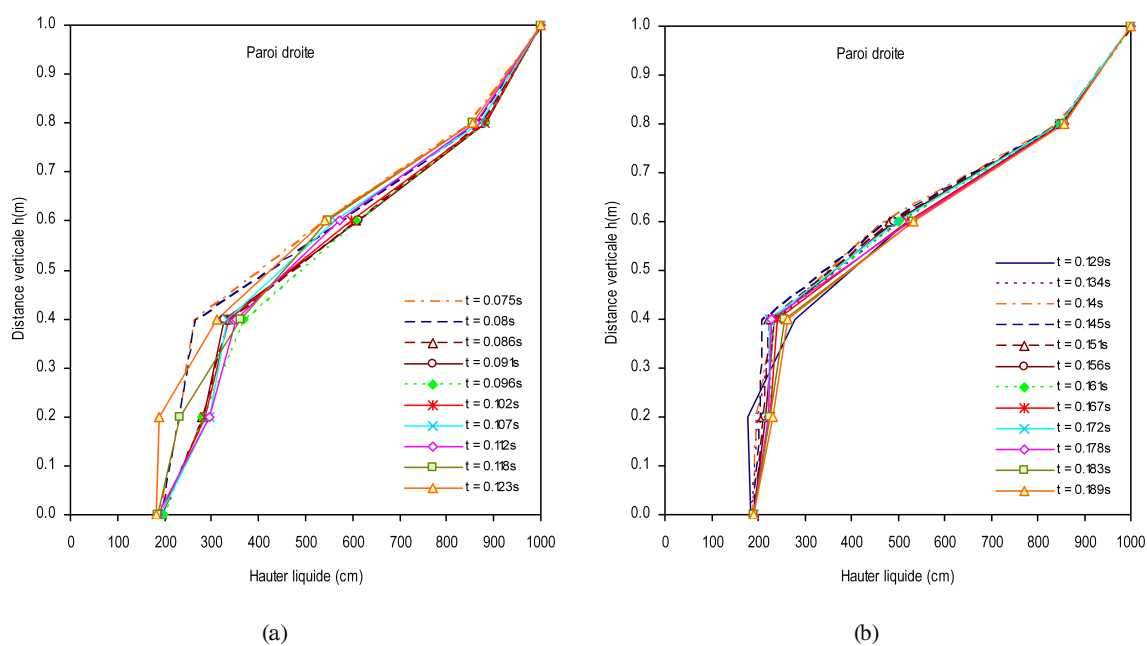 Paroi droite
Distance verticale h(m)
1.0
0.9
0.8
0.7
0.6
0.5
0.4
0.3
0.2
0.1
0.0
t = 0.075s
t = 0.08s
t = 0.086s
t = 0.091s
t = 0.096s
t = 0.102s
t = 0.107s
t = 0.112s
t = 0.118s
t = 0.123s
0 100 200 300 400 500 600 700 800 900 1000
Hauter liquide (cm)
(a)
Paroi droite
Distance verticale h(m)
1.0
0.9
0.8
0.7
0.6
0.5
0.4
0.3
0.2
0.1
0.0
t = 0.129s
t = 0.134s
t = 0.14s
t = 0.145s
t = 0.151s
t = 0.156s
t = 0.161s
t = 0.167s
t = 0.172s
t = 0.178s
t = 0.183s
t = 0.189s
0 100 200 300 400 500 600 700 800 900 1000
Hauter liquide (cm)
(b)